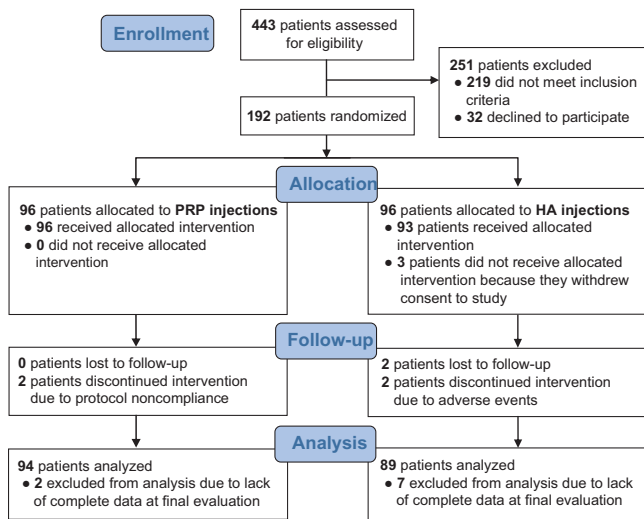 Enrollment
443 patients assessed
for eligibility
251 patients excluded
● 219 did not meet inclusion
criteria
● 32 declined to participate
192 patients randomized
Allocation
96 patients allocated to PRP injections
● 96 received allocated intervention
● 0 did not receive allocated
intervention
96 patients allocated to HA injections
● 93 patients received allocated
intervention
● 3 patients did not receive allocated
intervention because they withdrew
consent to study
Follow-up
0 patients lost to follow-up
2 patients discontinued intervention
due to protocol noncompliance
2 patients lost to follow-up
2 patients discontinued intervention
due to adverse events
Analysis
94 patients analyzed
● 2 excluded from analysis due to lack
of complete data at final evaluation
89 patients analyzed
● 7 excluded from analysis due to lack
of complete data at final evaluation